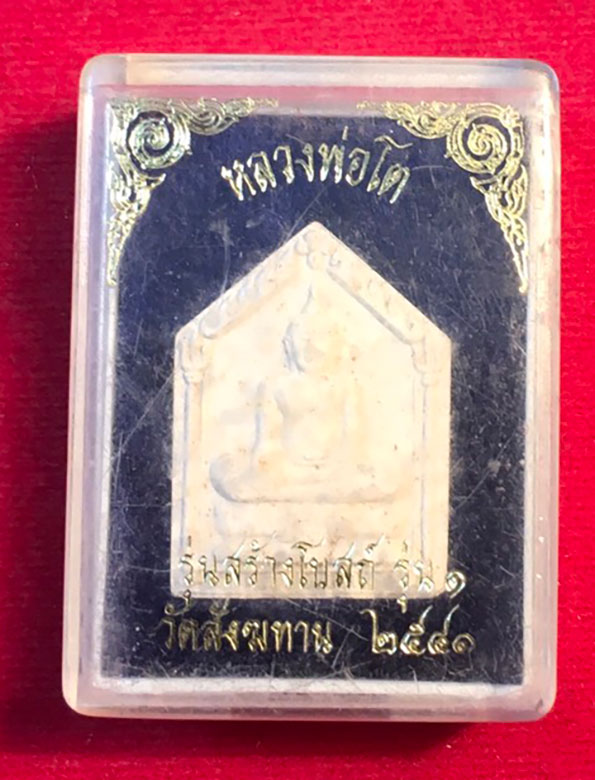 หลวงพ่อโต
รุ่นสร้างโบสถ์ รุ่น ๑
วัดสังฆทาน ๒๕๔๑